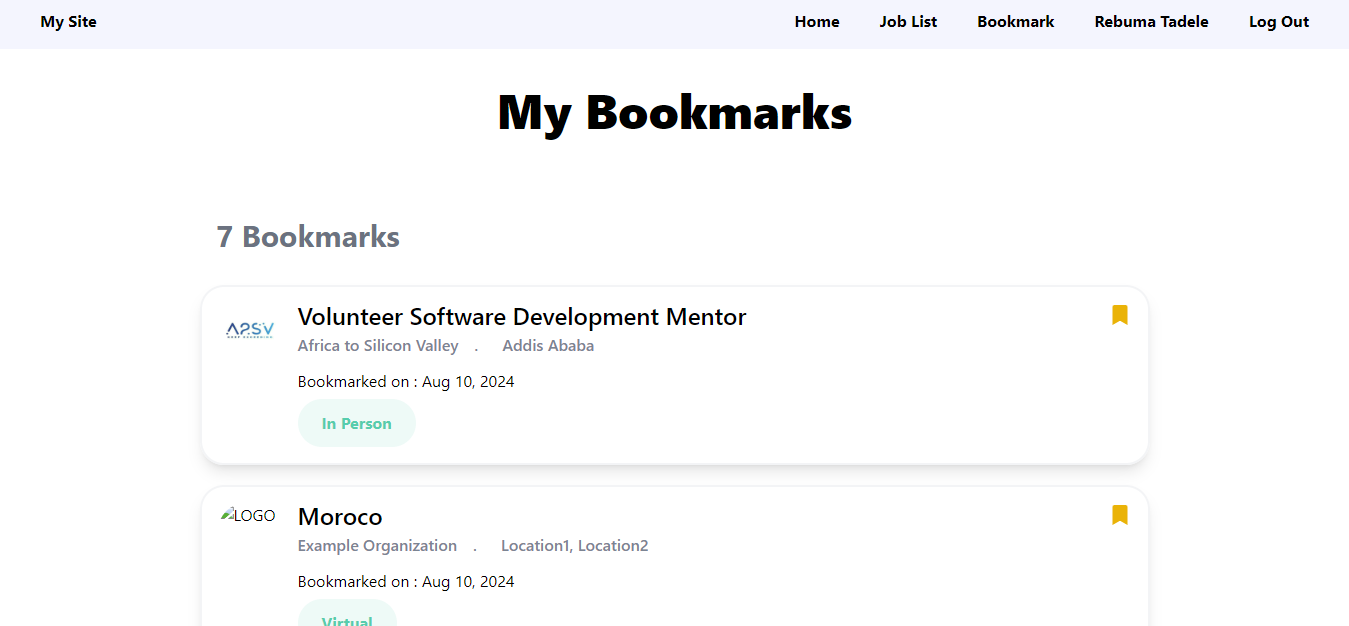 My Site Home Job List Bookmark Rebuma Tadele Log Out
My Bookmarks
7 Bookmarks
A2SV
Volunteer Software Development Mentor
Africa to Silicon Valley . Addis Ababa
Bookmarked on : Aug 10, 2024
In Person
LOGO
Moroco
Example Organization . Location1, Location2
Bookmarked on : Aug 10, 2024
Virtual